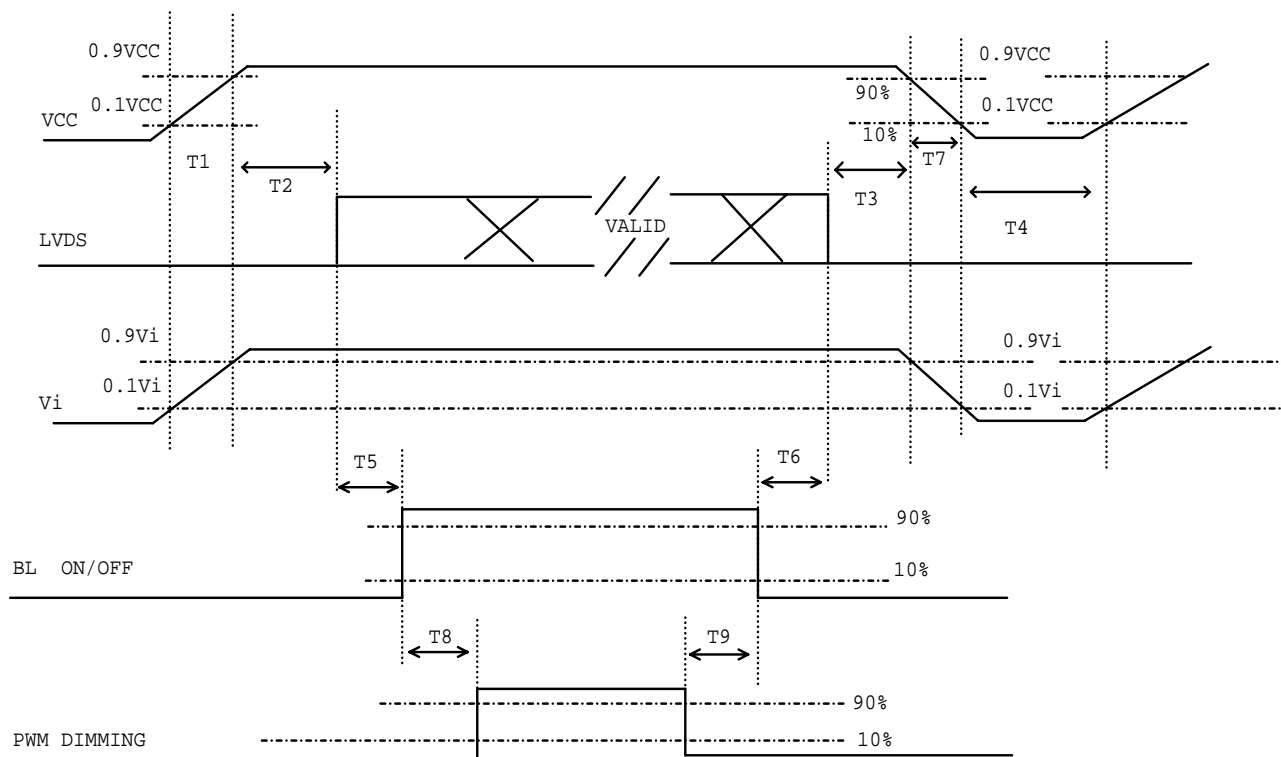 0.9VCC
0.9VCC
90%
0.1VCC
0.1VCC
VCC
10%
T1
T2
T7
T3
T4
VALID
LVDS
0.9Vi
0.9Vi
0.1Vi
0.1Vi
Vi
T5
T6
90%
BL ON/OFF
10%
T8
T9
90%
PWM DIMMING
10%